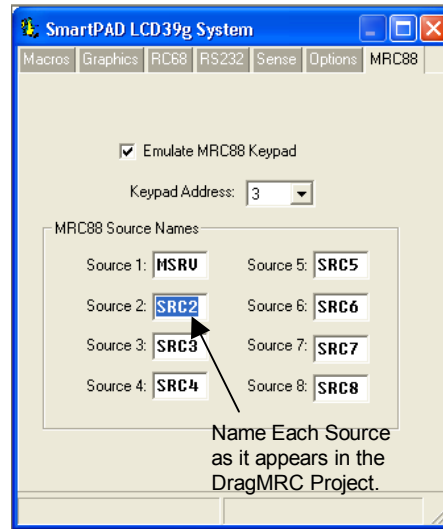 SmartPAD LCD39g System
Macros Graphics RC68 RS232 Sense Options MRC88
Emulate MRC88 Keypad
Keypad Address: 3
MRC88 Source Names
Source 1: MSRV Source 5: SRC5
Source 2: SRC2 Source 6: SRC6
Source 3: SRC3 Source 7: SRC7
Source 4: SRC4 Source 8: SRC8
Name Each Source
as it appears in the
DragMRC Project.